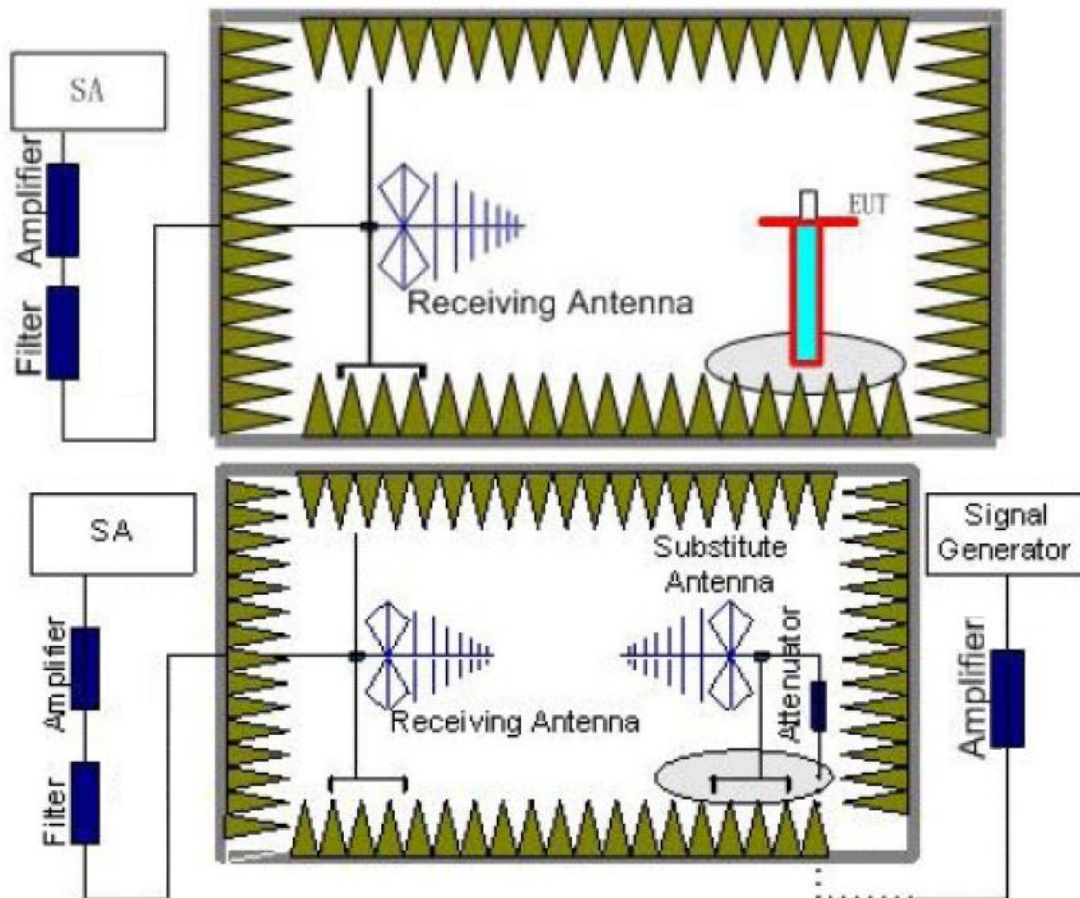 SA
Amplifier
Filter
Receiving Antenna
EUT
SA
Amplifier
Filter
Receiving Antenna
Substitute
Antenna
Attenuator
Signal
Generator
Amplifier